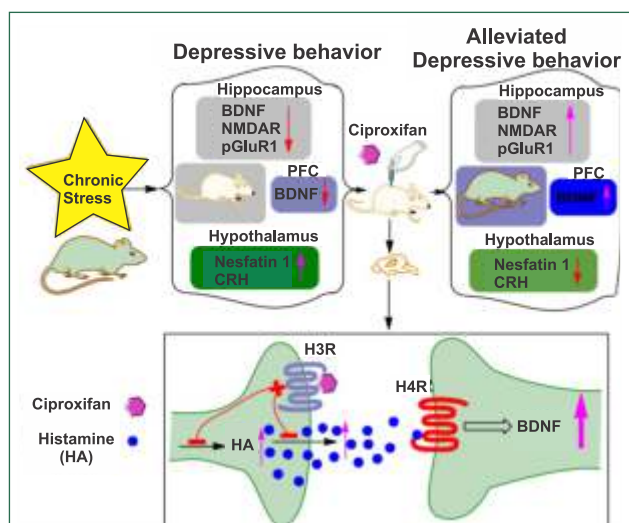 Depressive behavior
Alleviated
Depressive behavior
Hippocampus
BDNF
NMDAR
pGluR1
PFC
BDNF
Hypothalamus
Nesfatin 1
CRH
Chronic
Stress
Ciproxifan
Hippocampus
BDNF
NMDAR
pGluR1
PFC
BDNF
Hypothalamus
Nesfatin 1
CRH
H3R
H4R
HA
BDNF
Ciproxifan
Histamine
(HA)